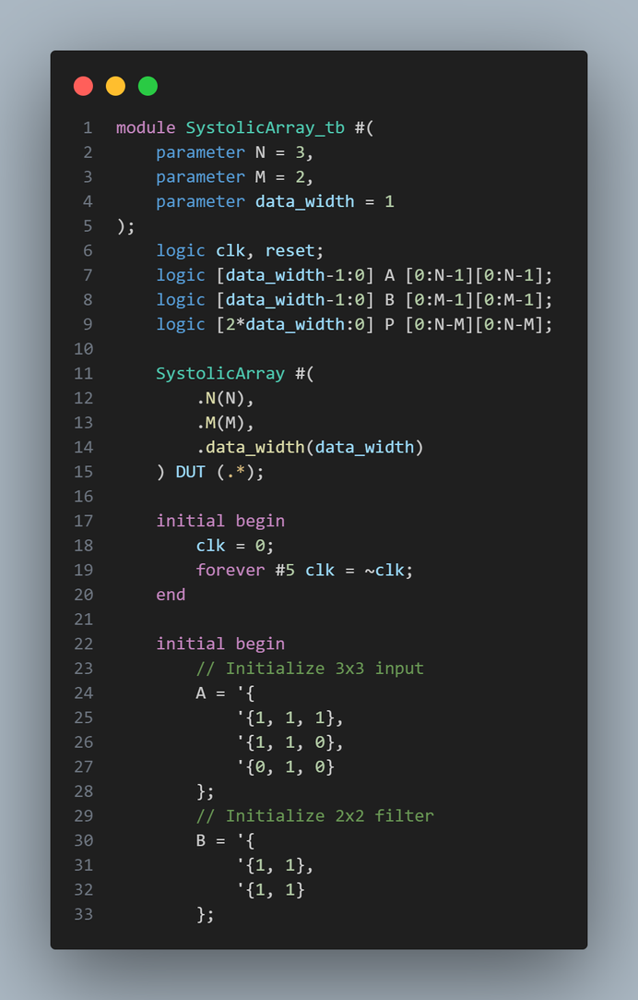 1 module SystolicArray_tb #(
2     parameter N = 3,
3     parameter M = 2,
4     parameter data_width = 1
5 );
6     logic clk, reset;
7     logic [data_width-1:0] A [0:N-1][0:N-1];
8     logic [data_width-1:0] B [0:M-1][0:M-1];
9     logic [2*data_width:0] P [0:N-M][0:N-M];
10
11     SystolicArray #(
12         .N(N),
13         .M(M),
14         .data_width(data_width)
15     ) DUT (.*);
16
17     initial begin
18         clk = 0;
19         forever #5 clk = ~clk;
20     end
21
22     initial begin
23         // Initialize 3x3 input
24         A = '{
25             '{1, 1, 1},
26             '{1, 1, 0},
27             '{0, 1, 0}
28         };
29         // Initialize 2x2 filter
30         B = '{
31             '{1, 1},
32             '{1, 1}
33         };